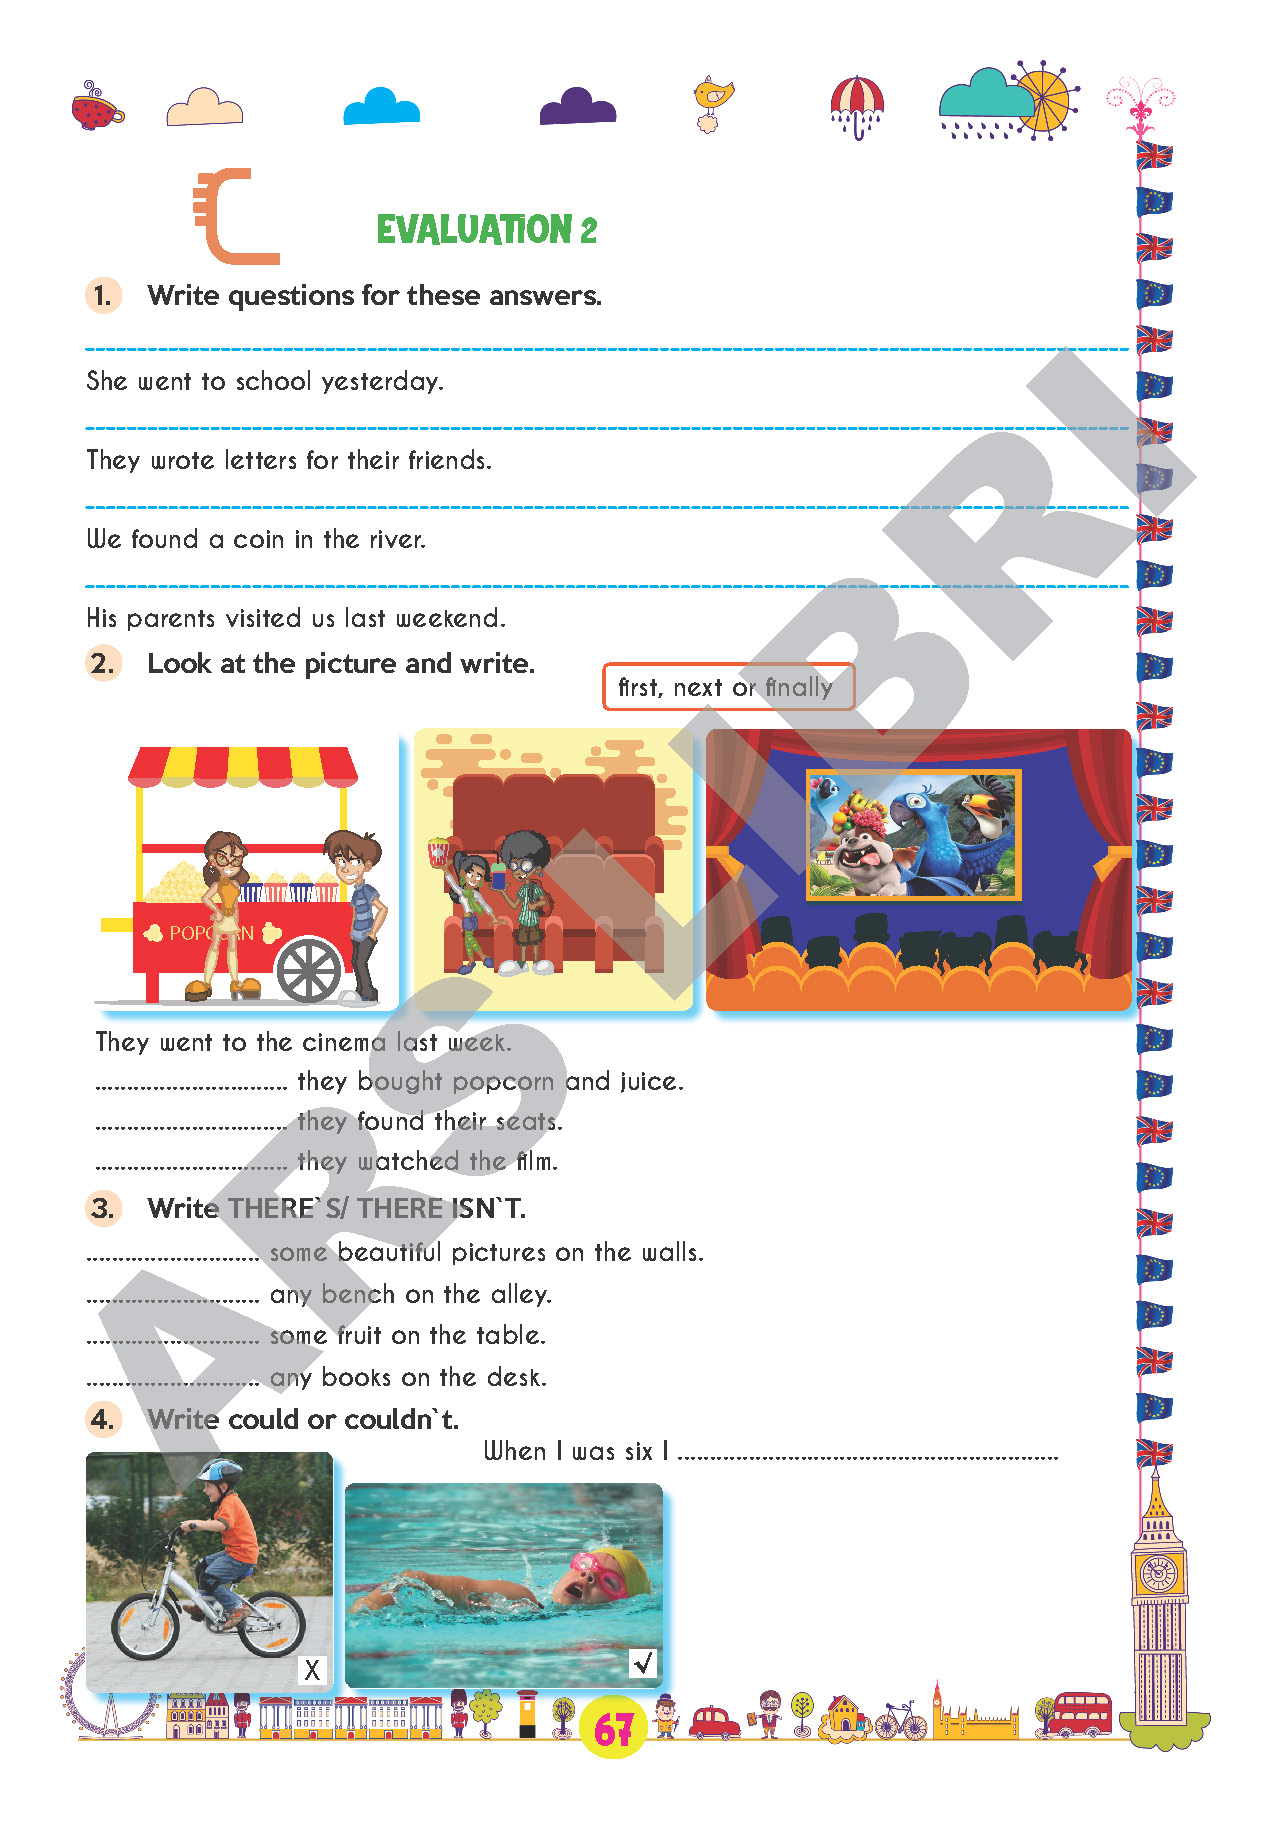 EVALUATION 2
1. Write questions for these answers.
She went to school yesterday.
They wrote letters for their friends.
We found a coin in the river.
His parents visited us last weekend.
2. Look at the picture and write.
first, next or finally
POPCORN
They went to the cinema last week.
.............................. they bought popcorn and juice.
.............................. they found their seats.
.............................. they watched the film.
3. Write THERE`S/ THERE ISN`T.
........................... some beautiful pictures on the walls.
........................... any bench on the alley.
........................... some fruit on the table.
........................... any books on the desk.
4. Write could or couldn`t.
When I was six I ...........................................................
X
√
67
ARS LIBRI